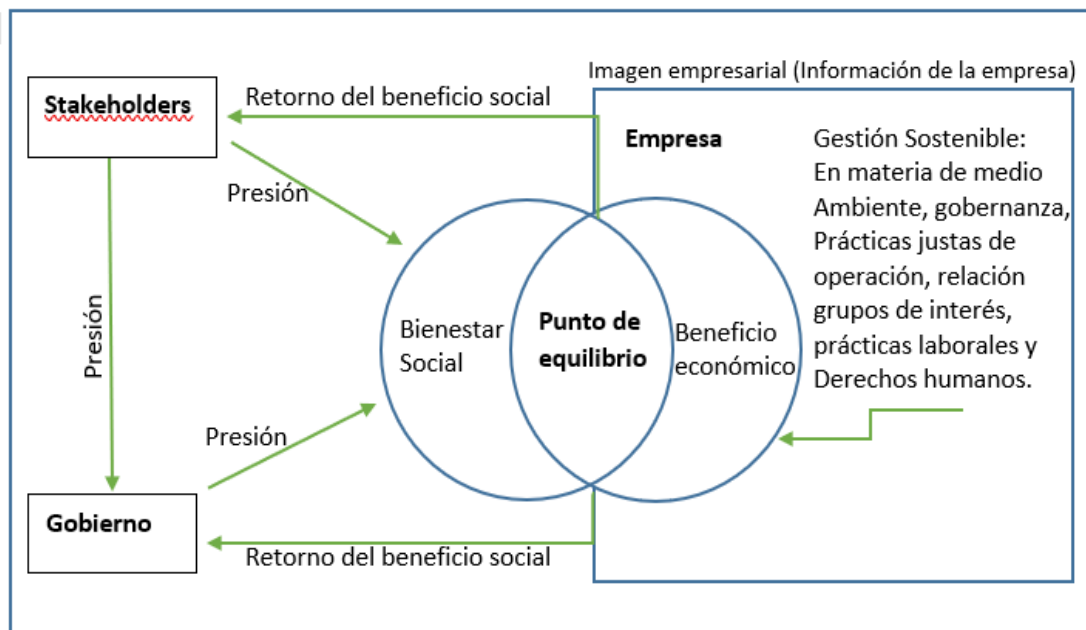 Imagen empresarial (Información de la empresa)
Stakeholders
Retorno del beneficio social
Empresa
Gestión Sostenible:
En materia de medio
Ambiente, gobernanza,
Prácticas justas de
operación, relación
grupos de interés,
prácticas laborales y
Derechos humanos.
Presión
Presión
Bienestar
Social
Punto de
equilibrio
Beneficio
económico
Presión
Gobierno
Retorno del beneficio social